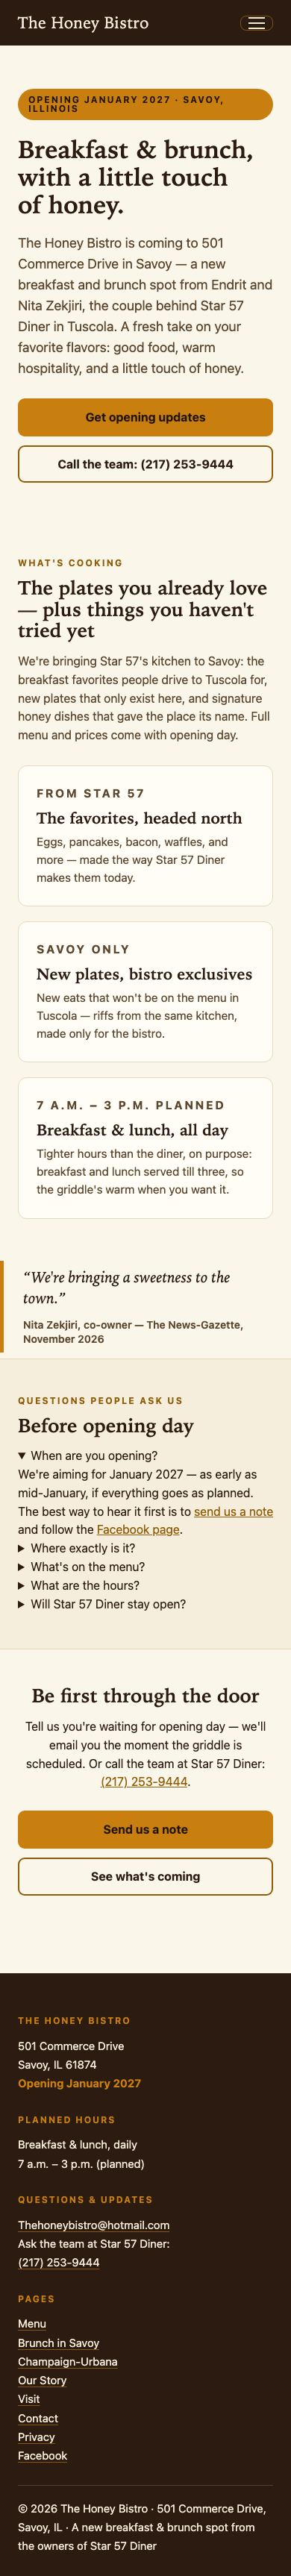 The Honey Bistro
OPENING JANUARY 2027 · SAVOY,
ILLINOIS
Breakfast & brunch,
with a little touch
of honey.
The Honey Bistro is coming to 501
Commerce Drive in Savoy — a new
breakfast and brunch spot from Endrit and
Nita Zekjiri, the couple behind Star 57
Diner in Tuscola. A fresh take on your
favorite flavors: good food, warm
hospitality, and a little touch of honey.
Get opening updates
Call the team: (217) 253-9444
WHAT'S COOKING
The plates you already love
— plus things you haven't
tried yet
We're bringing Star 57's kitchen to Savoy: the
breakfast favorites people drive to Tuscola for,
new plates that only exist here, and signature
honey dishes that gave the place its name. Full
menu and prices come with opening day.
FROM STAR 57
The favorites, headed north
Eggs, pancakes, bacon, waffles, and
more — made the way Star 57 Diner
makes them today.
SAVOY ONLY
New plates, bistro exclusives
New eats that won't be on the menu in
Tuscola — riffs from the same kitchen,
made only for the bistro.
7 A.M. – 3 P.M. PLANNED
Breakfast & lunch, all day
Tighter hours than the diner, on purpose:
breakfast and lunch served till three, so
the griddle's warm when you want it.
“We're bringing a sweetness to the
town.”
Nita Zekjiri, co-owner — The News-Gazette,
November 2026
QUESTIONS PEOPLE ASK US
Before opening day
▼ When are you opening?
We're aiming for January 2027 — as early as
mid-January, if everything goes as planned.
The best way to hear it first is to send us a note
and follow the Facebook page.
▶ Where exactly is it?
▶ What's on the menu?
▶ What are the hours?
▶ Will Star 57 Diner stay open?
Be first through the door
Tell us you're waiting for opening day — we'll
email you the moment the griddle is
scheduled. Or call the team at Star 57 Diner:
(217) 253-9444.
Send us a note
See what's coming
THE HONEY BISTRO
501 Commerce Drive
Savoy, IL 61874
Opening January 2027
PLANNED HOURS
Breakfast & lunch, daily
7 a.m. – 3 p.m. (planned)
QUESTIONS & UPDATES
Thehoneybistro@hotmail.com
Ask the team at Star 57 Diner:
(217) 253-9444
PAGES
Menu
Brunch in Savoy
Champaign-Urbana
Our Story
Visit
Contact
Privacy
Facebook
© 2026 The Honey Bistro · 501 Commerce Drive,
Savoy, IL · A new breakfast & brunch spot from
the owners of Star 57 Diner